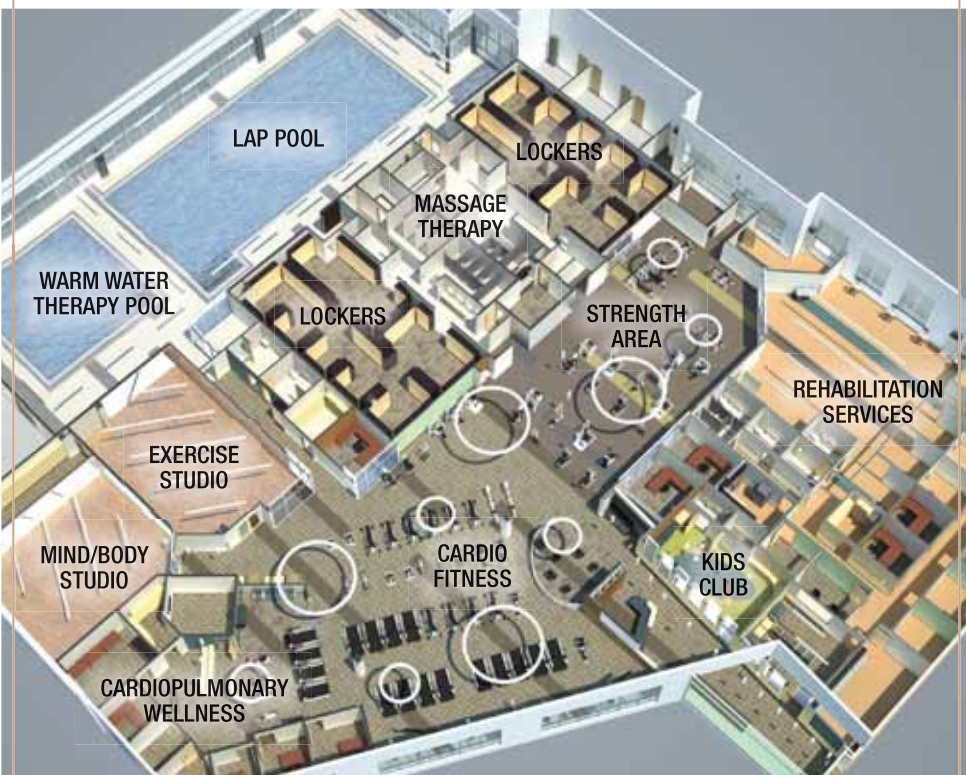 LAP POOL
LOCKERS
MASSAGE
THERAPY
WARM WATER
THERAPY POOL
LOCKERS
STRENGTH
AREA
REHABILITATION
SERVICES
EXERCISE
STUDIO
MIND/BODY
STUDIO
CARDIO
FITNESS
KIDS
CLUB
CARDIOPULMONARY
WELLNESS